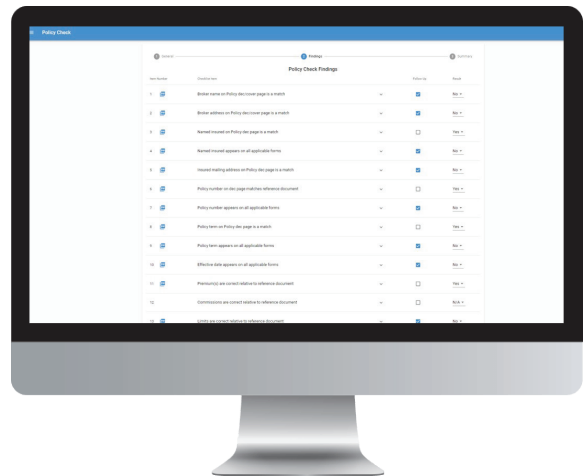 Policy Check
1 General 2 Findings 3 Summary
Policy Check Findings
Item Number Checklist Item Follow Up Result
1 Broker name on Policy dec/cover page is a match No
2 Broker address on Policy dec/cover page is a match No
3 Named insured on Policy dec page is a match Yes
4 Named insured appears on all applicable forms No
5 Insured mailing address on Policy dec page is a match No
6 Policy number on dec page matches reference document Yes
7 Policy number appears on all applicable forms No
8 Policy term on Policy dec page is a match Yes
9 Policy term appears on all applicable forms No
10 Effective date appears on all applicable forms No
11 Premium(s) are correct relative to reference document Yes
12 Commissions are correct relative to reference document N/A
13 Limits are correct relative to reference document No